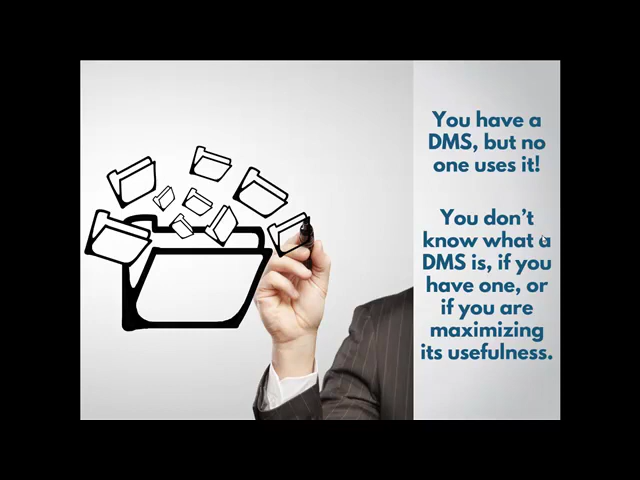 You have a
DMS, but no
one uses it!
You don't
know what a
DMS is, if you
have one, or
if you are
maximizing
its usefulness.